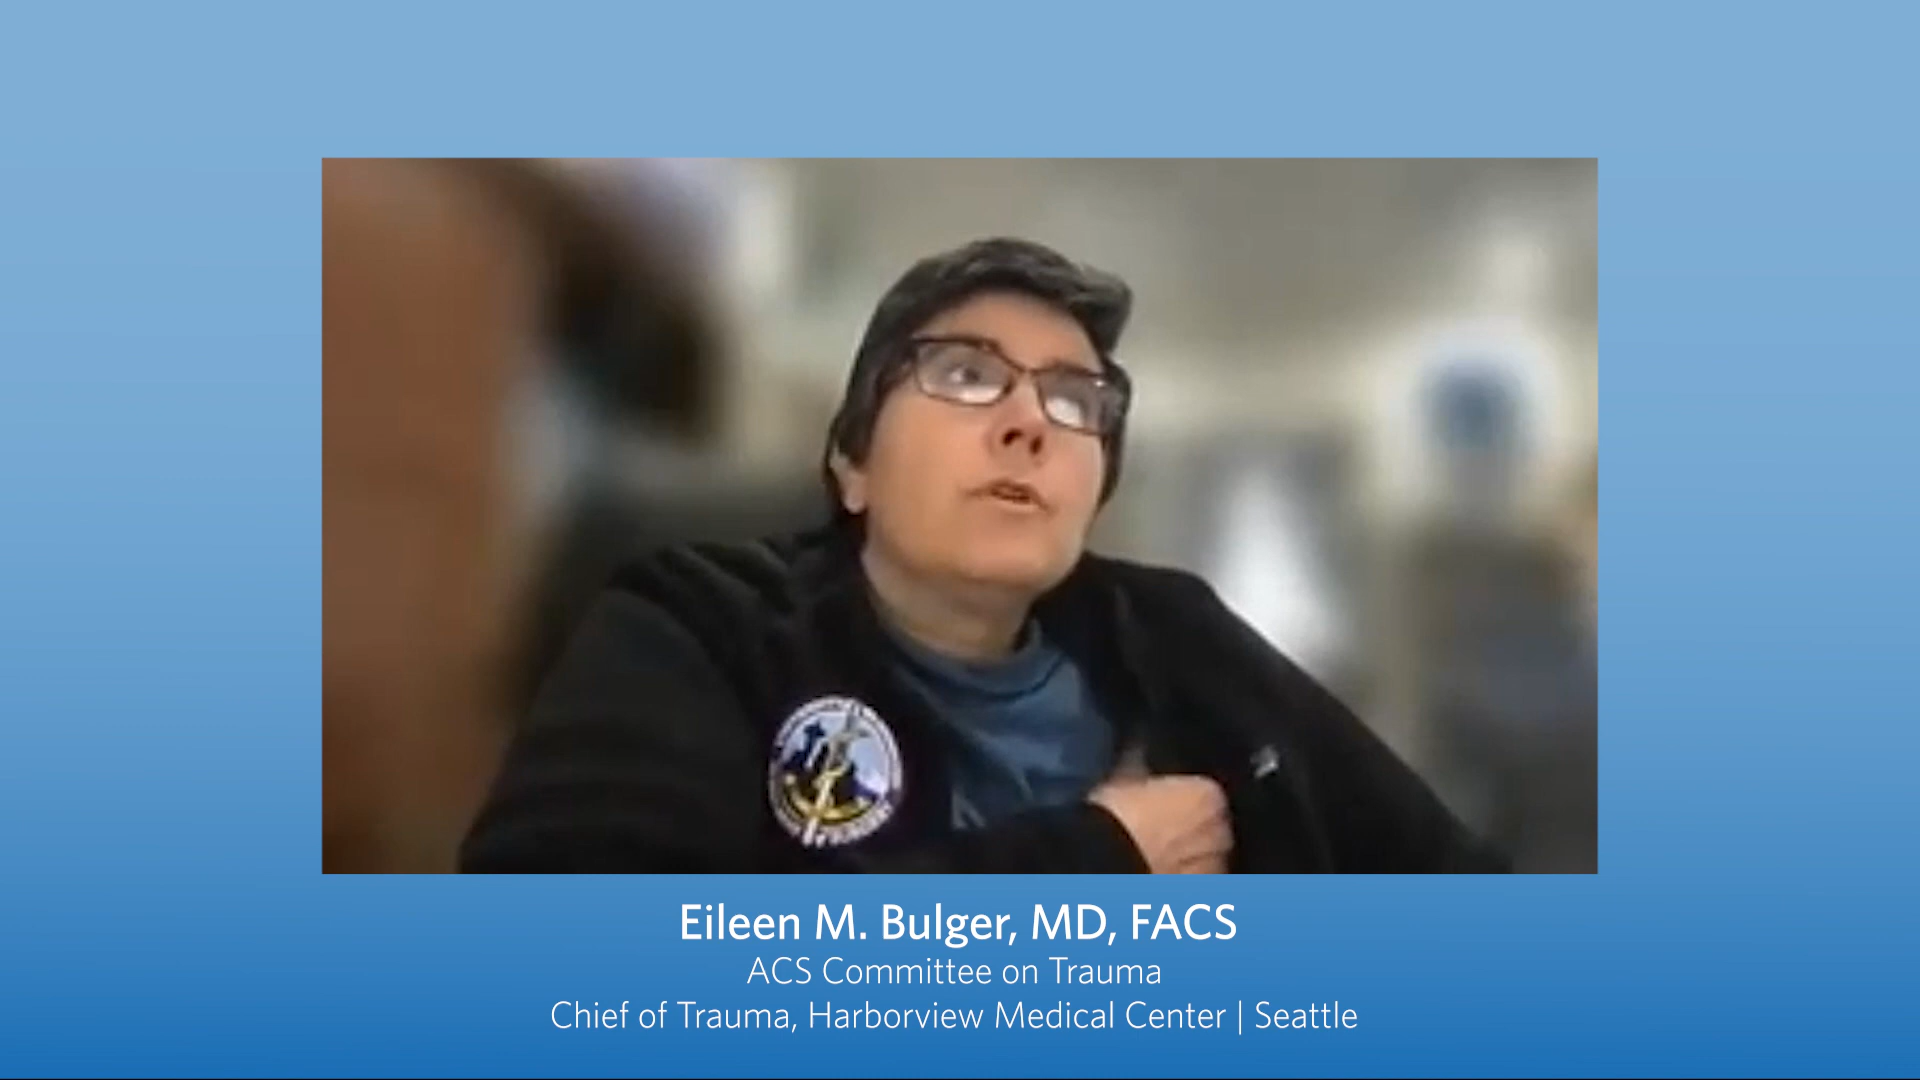 Eileen M. Bulger, MD, FACS
ACS Committee on Trauma
Chief of Trauma, Harborview Medical Center | Seattle